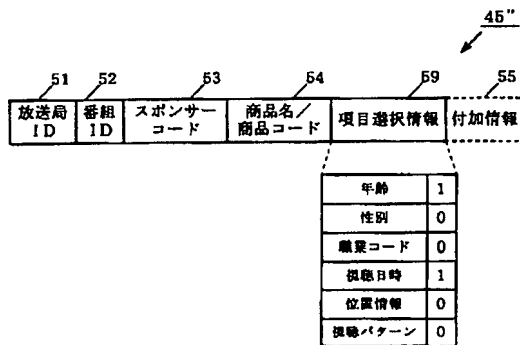 45"
51 52 53 54 59 55
放送局
ID
番組
ID
スポンサー
コード
商品名/
商品コード
項目選択情報
付加情報
年齢 1
性別 0
職業コード 0
視聴日時 1
位置情報 0
視聴パターン 0